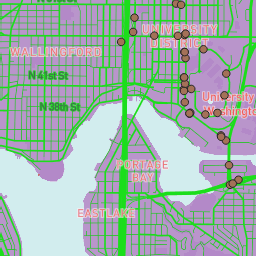 UNIVERSITY
DISTRICT
WALLINGFORD
N 41st St
N 38th St
University
Washington
PORTAGE
BAY
EASTLAKE